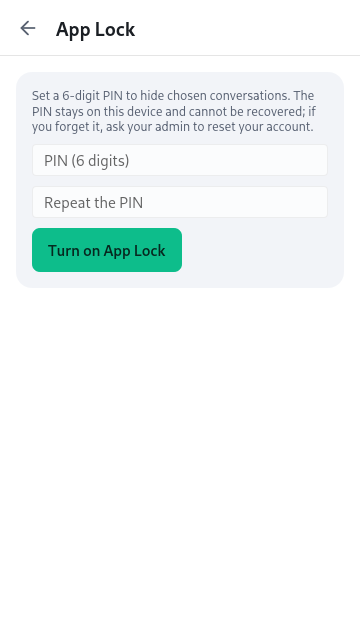 App Lock
Set a 6-digit PIN to hide chosen conversations. The
PIN stays on this device and cannot be recovered; if
you forget it, ask your admin to reset your account.
PIN (6 digits)
Repeat the PIN
Turn on App Lock